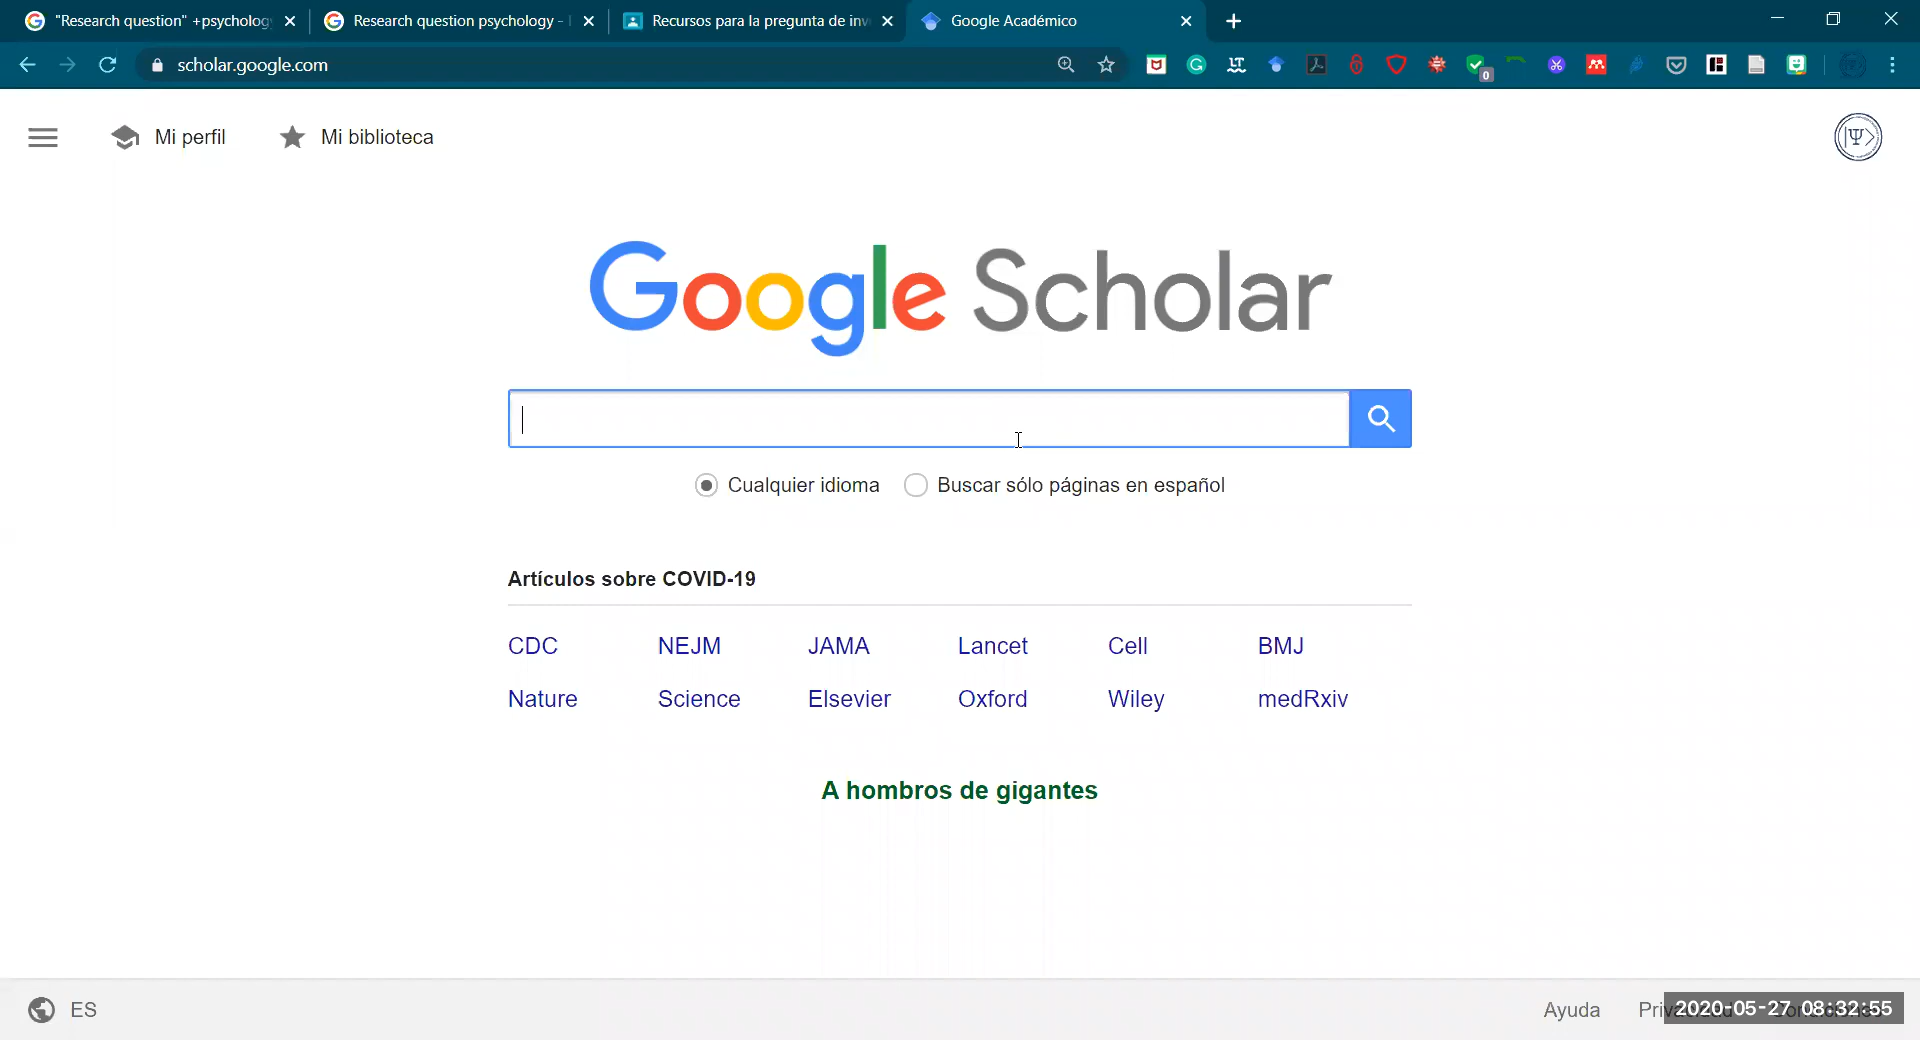 "Research question" +psycholog
Research question psychology -
Recursos para la pregunta de inv
Google Académico
scholar.google.com
0
Mi perfil
Mi biblioteca
Google Scholar
Cualquier idioma
Buscar sólo páginas en español
Artículos sobre COVID-19
CDC NEJM JAMA Lancet Cell BMJ
Nature Science Elsevier Oxford Wiley medRxiv
A hombros de gigantes
ES
Ayuda
2020-05-27 08:32:55